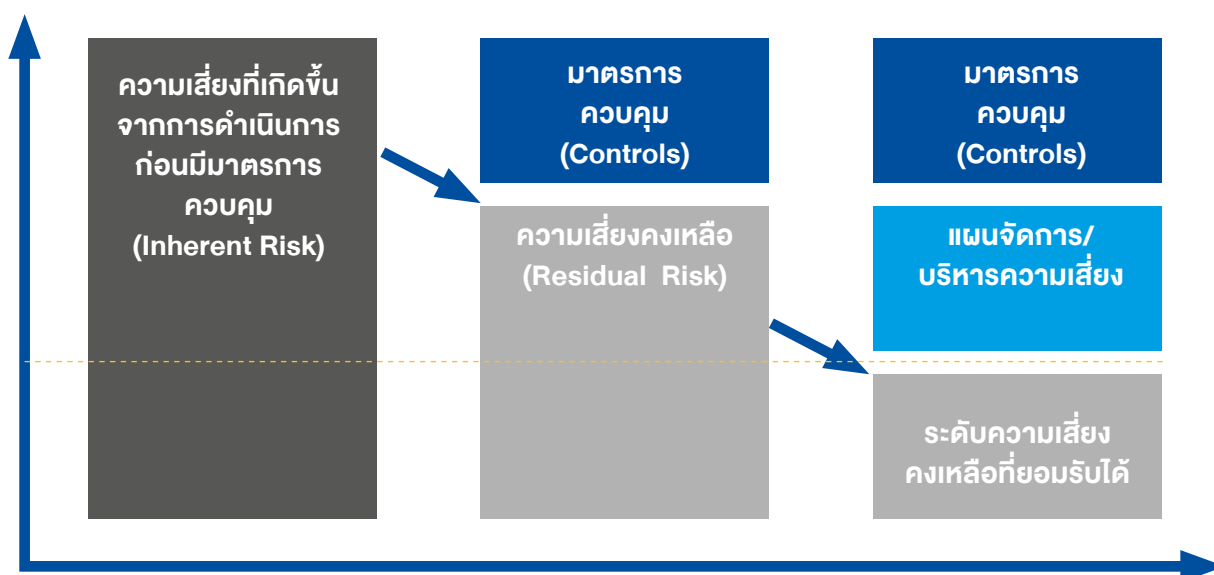 ความเสี่ยงที่เกิดขึ้น
จากการดำเนินการ
ก่อนมีมาตรการ
ควบคุม
(Inherent Risk)
มาตรการ
ควบคุม
(Controls)
ความเสี่ยงคงเหลือ
(Residual Risk)
มาตรการ
ควบคุม
(Controls)
แผนจัดการ/
บริหารความเสี่ยง
ระดับความเสี่ยง
คงเหลือที่ยอมรับได้